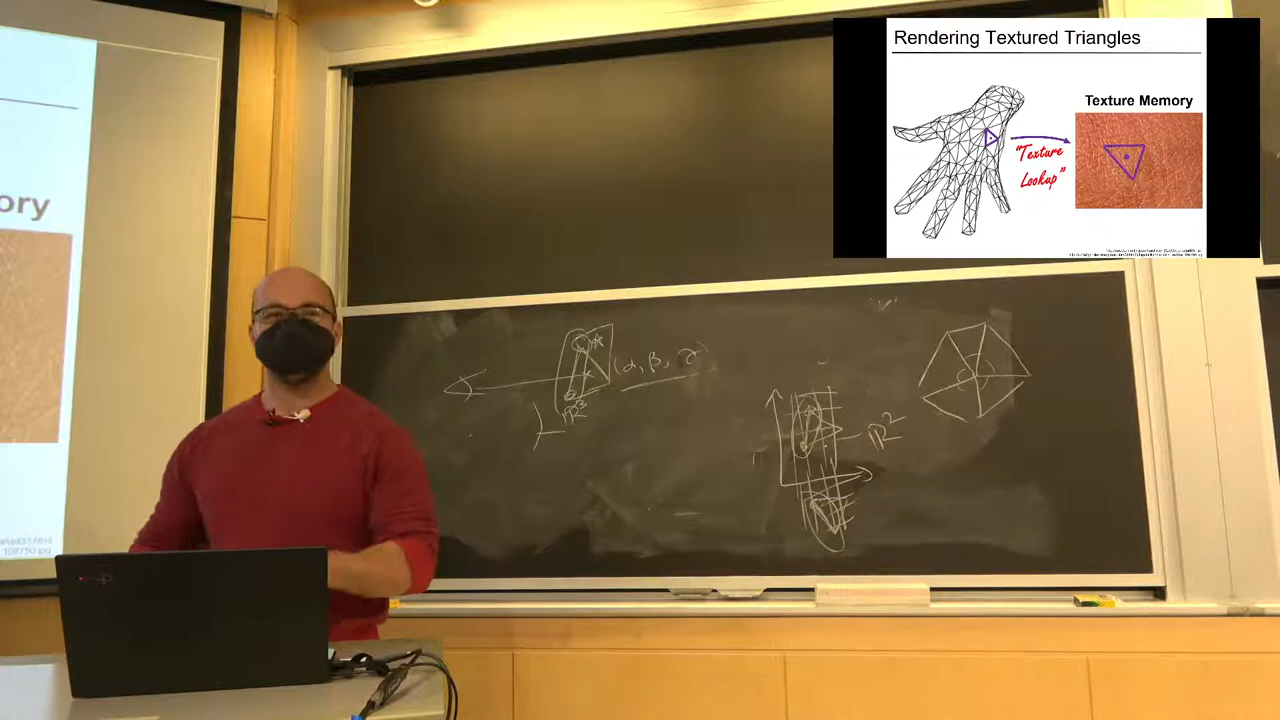 Rendering Textured Triangles
Texture Memory
"Texture
Lookup"
ory
(α, β, γ)
ℝ³
ℝ²